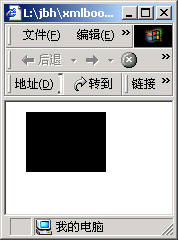 L:\jbh\xmlboo...
文件(F) 编辑(E) »
后退 »
地址(D) 转到 链接 »
我的电脑